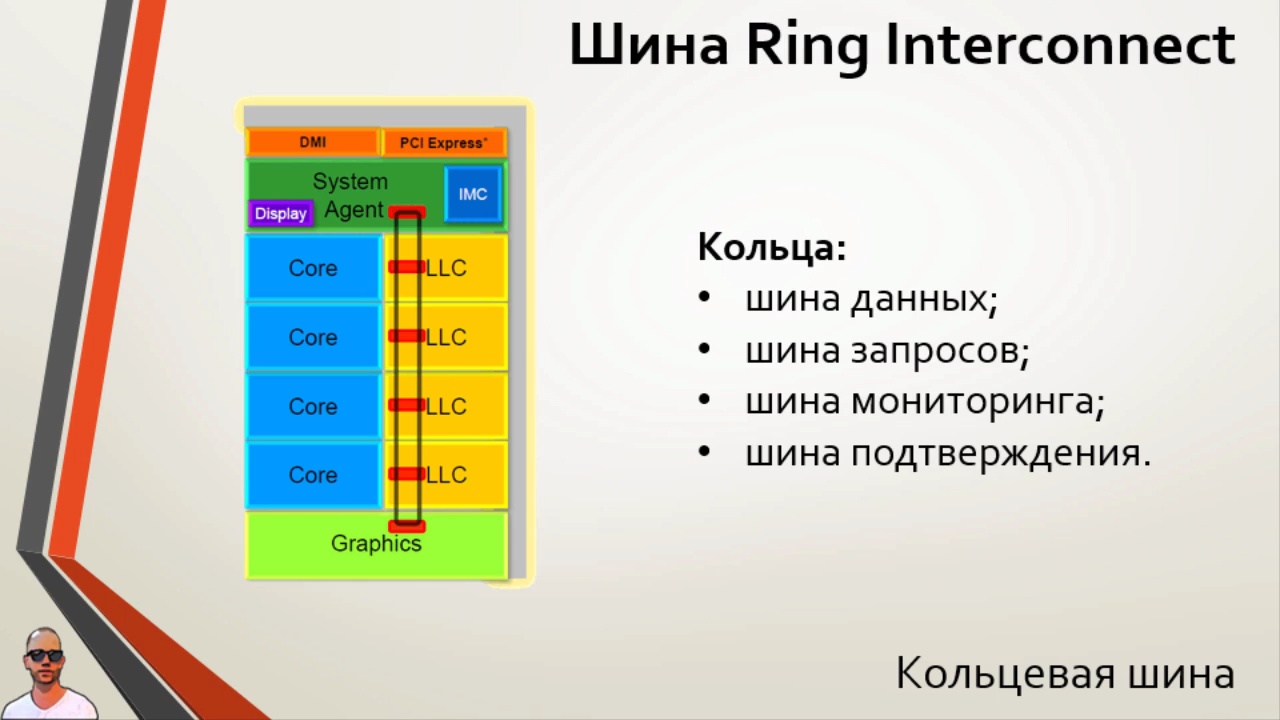 Шина Ring Interconnect
DMI
PCI Express*
System
Agent
IMC
Display
Core
LLC
Core
LLC
Core
LLC
Core
LLC
Graphics
Кольца:
• шина данных;
• шина запросов;
• шина мониторинга;
• шина подтверждения.
Кольцевая шина